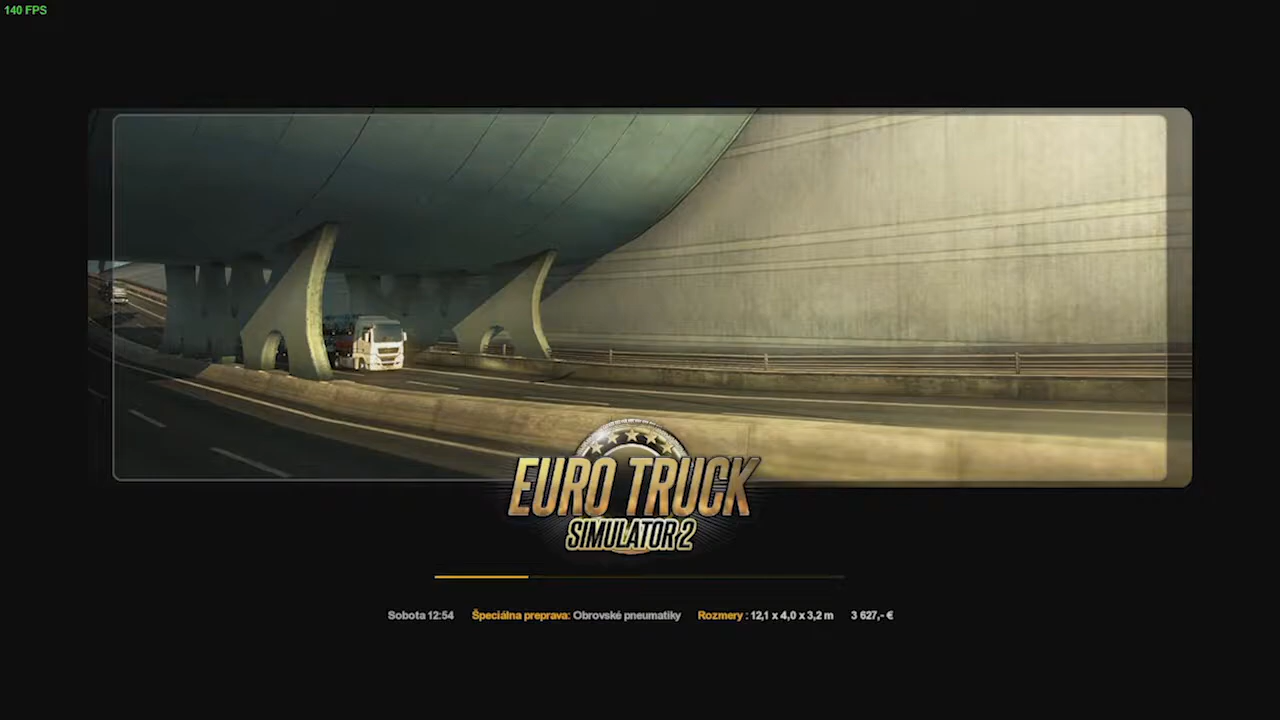 140 FPS
EURO TRUCK
SIMULATOR 2
Sobota 12:54 Špeciálna preprava: Obrovské pneumatiky Rozmery : 12,1 x 4,0 x 3,2 m 3 627,- €